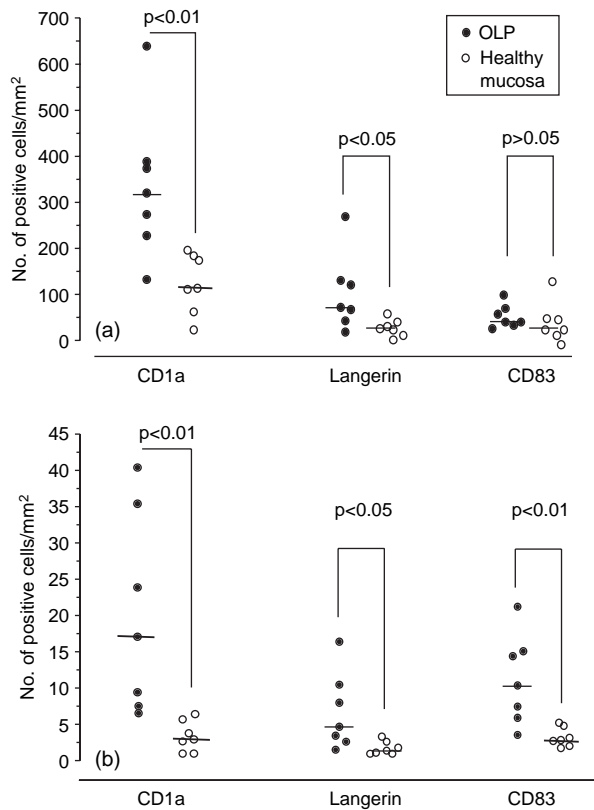 700
600
500
400
300
200
100
0
No. of positive cells/mm²
(a)
p<0.01
p<0.05
p>0.05
OLP
Healthy
mucosa
CD1a Langerin CD83
45
40
35
30
25
20
15
10
5
0
No. of positive cells/mm²
(b)
p<0.01
p<0.05
p<0.01
CD1a Langerin CD83